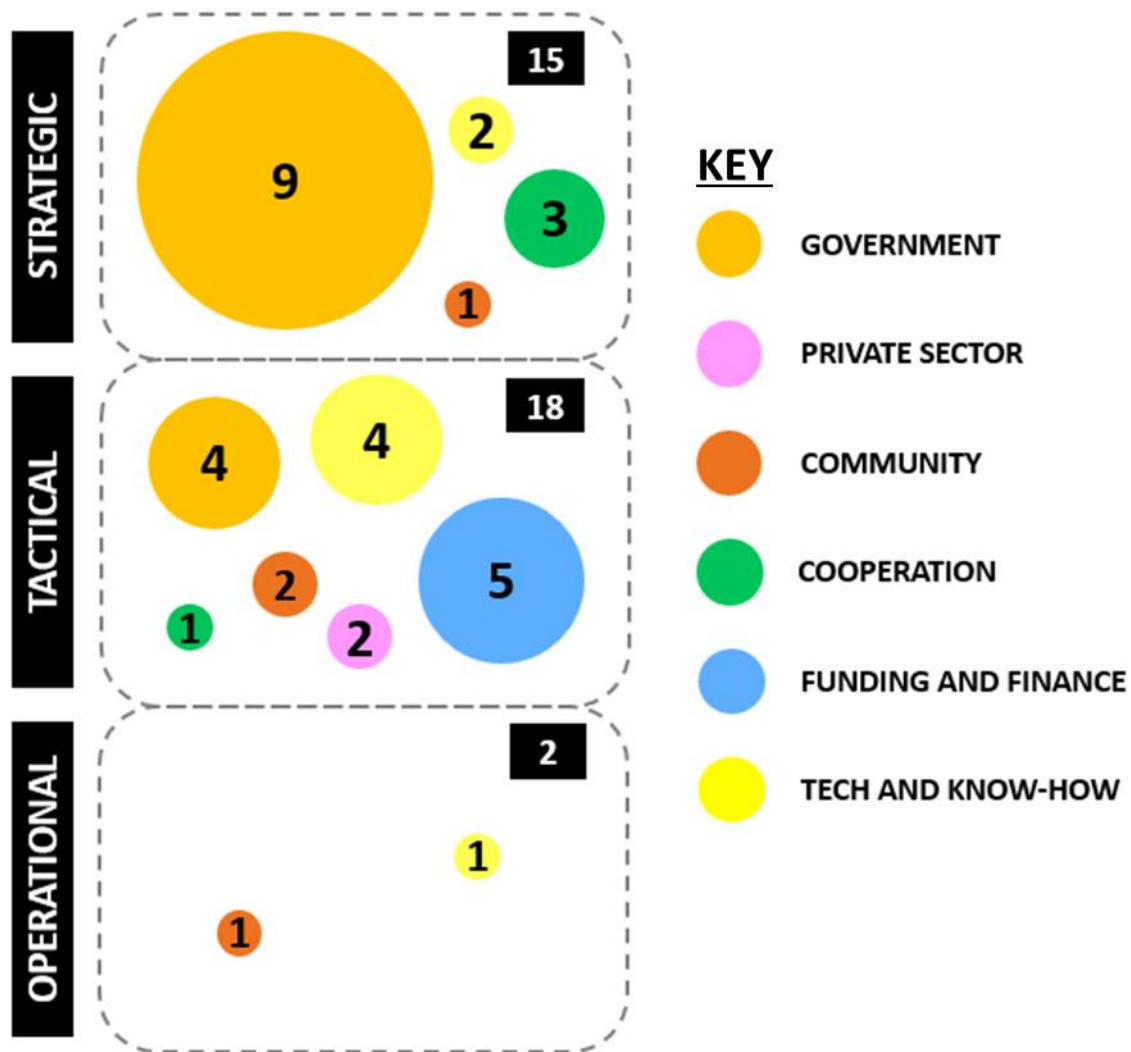 STRATEGIC
15
9
2
3
1
TACTICAL
18
4
4
5
2
1
2
OPERATIONAL
2
1
1
KEY
GOVERNMENT
PRIVATE SECTOR
COMMUNITY
COOPERATION
FUNDING AND FINANCE
TECH AND KNOW-HOW